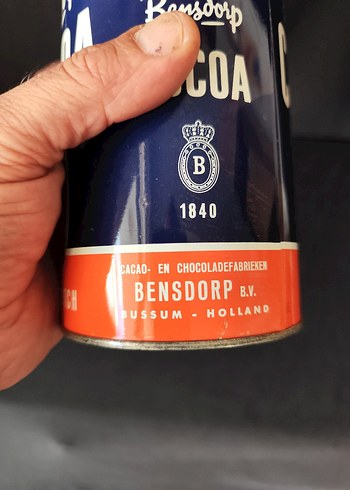 Bensdorp
COA
B
1840
CACAO- EN CHOCOLADEFABRIEKEN
BENSDORP B.V.
BUSSUM - HOLLAND